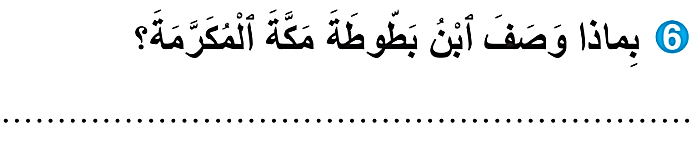 6 بِماذا وَصَفَ ٱبْنُ بَطّوطَةَ مَكَّةَ ٱلْمُكَرَّمَةَ؟
......................................................................